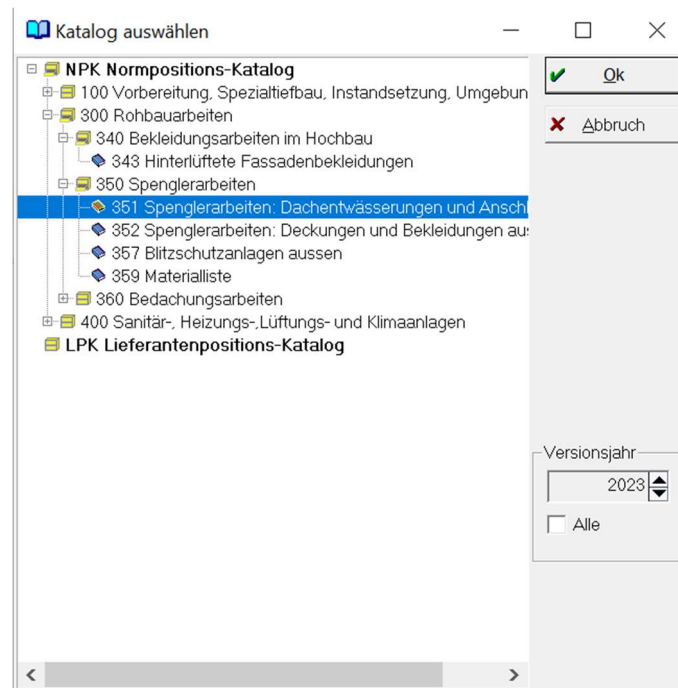 Katalog auswählen
NPK Normpositions-Katalog
100 Vorbereitung, Spezialtiefbau, Instandsetzung, Umgebun
300 Rohbauarbeiten
340 Bekleidungsarbeiten im Hochbau
343 Hinterlüftete Fassadenbekleidungen
350 Spenglerarbeiten
351 Spenglerarbeiten: Dachentwässerungen und Anschl
352 Spenglerarbeiten: Deckungen und Bekleidungen au
357 Blitzschutzanlagen aussen
359 Materialliste
360 Bedachungsarbeiten
400 Sanitär-, Heizungs-,Lüftungs- und Klimaanlagen
LPK Lieferantenpositions-Katalog
Ok
Abbruch
Versionsjahr
2023
Alle